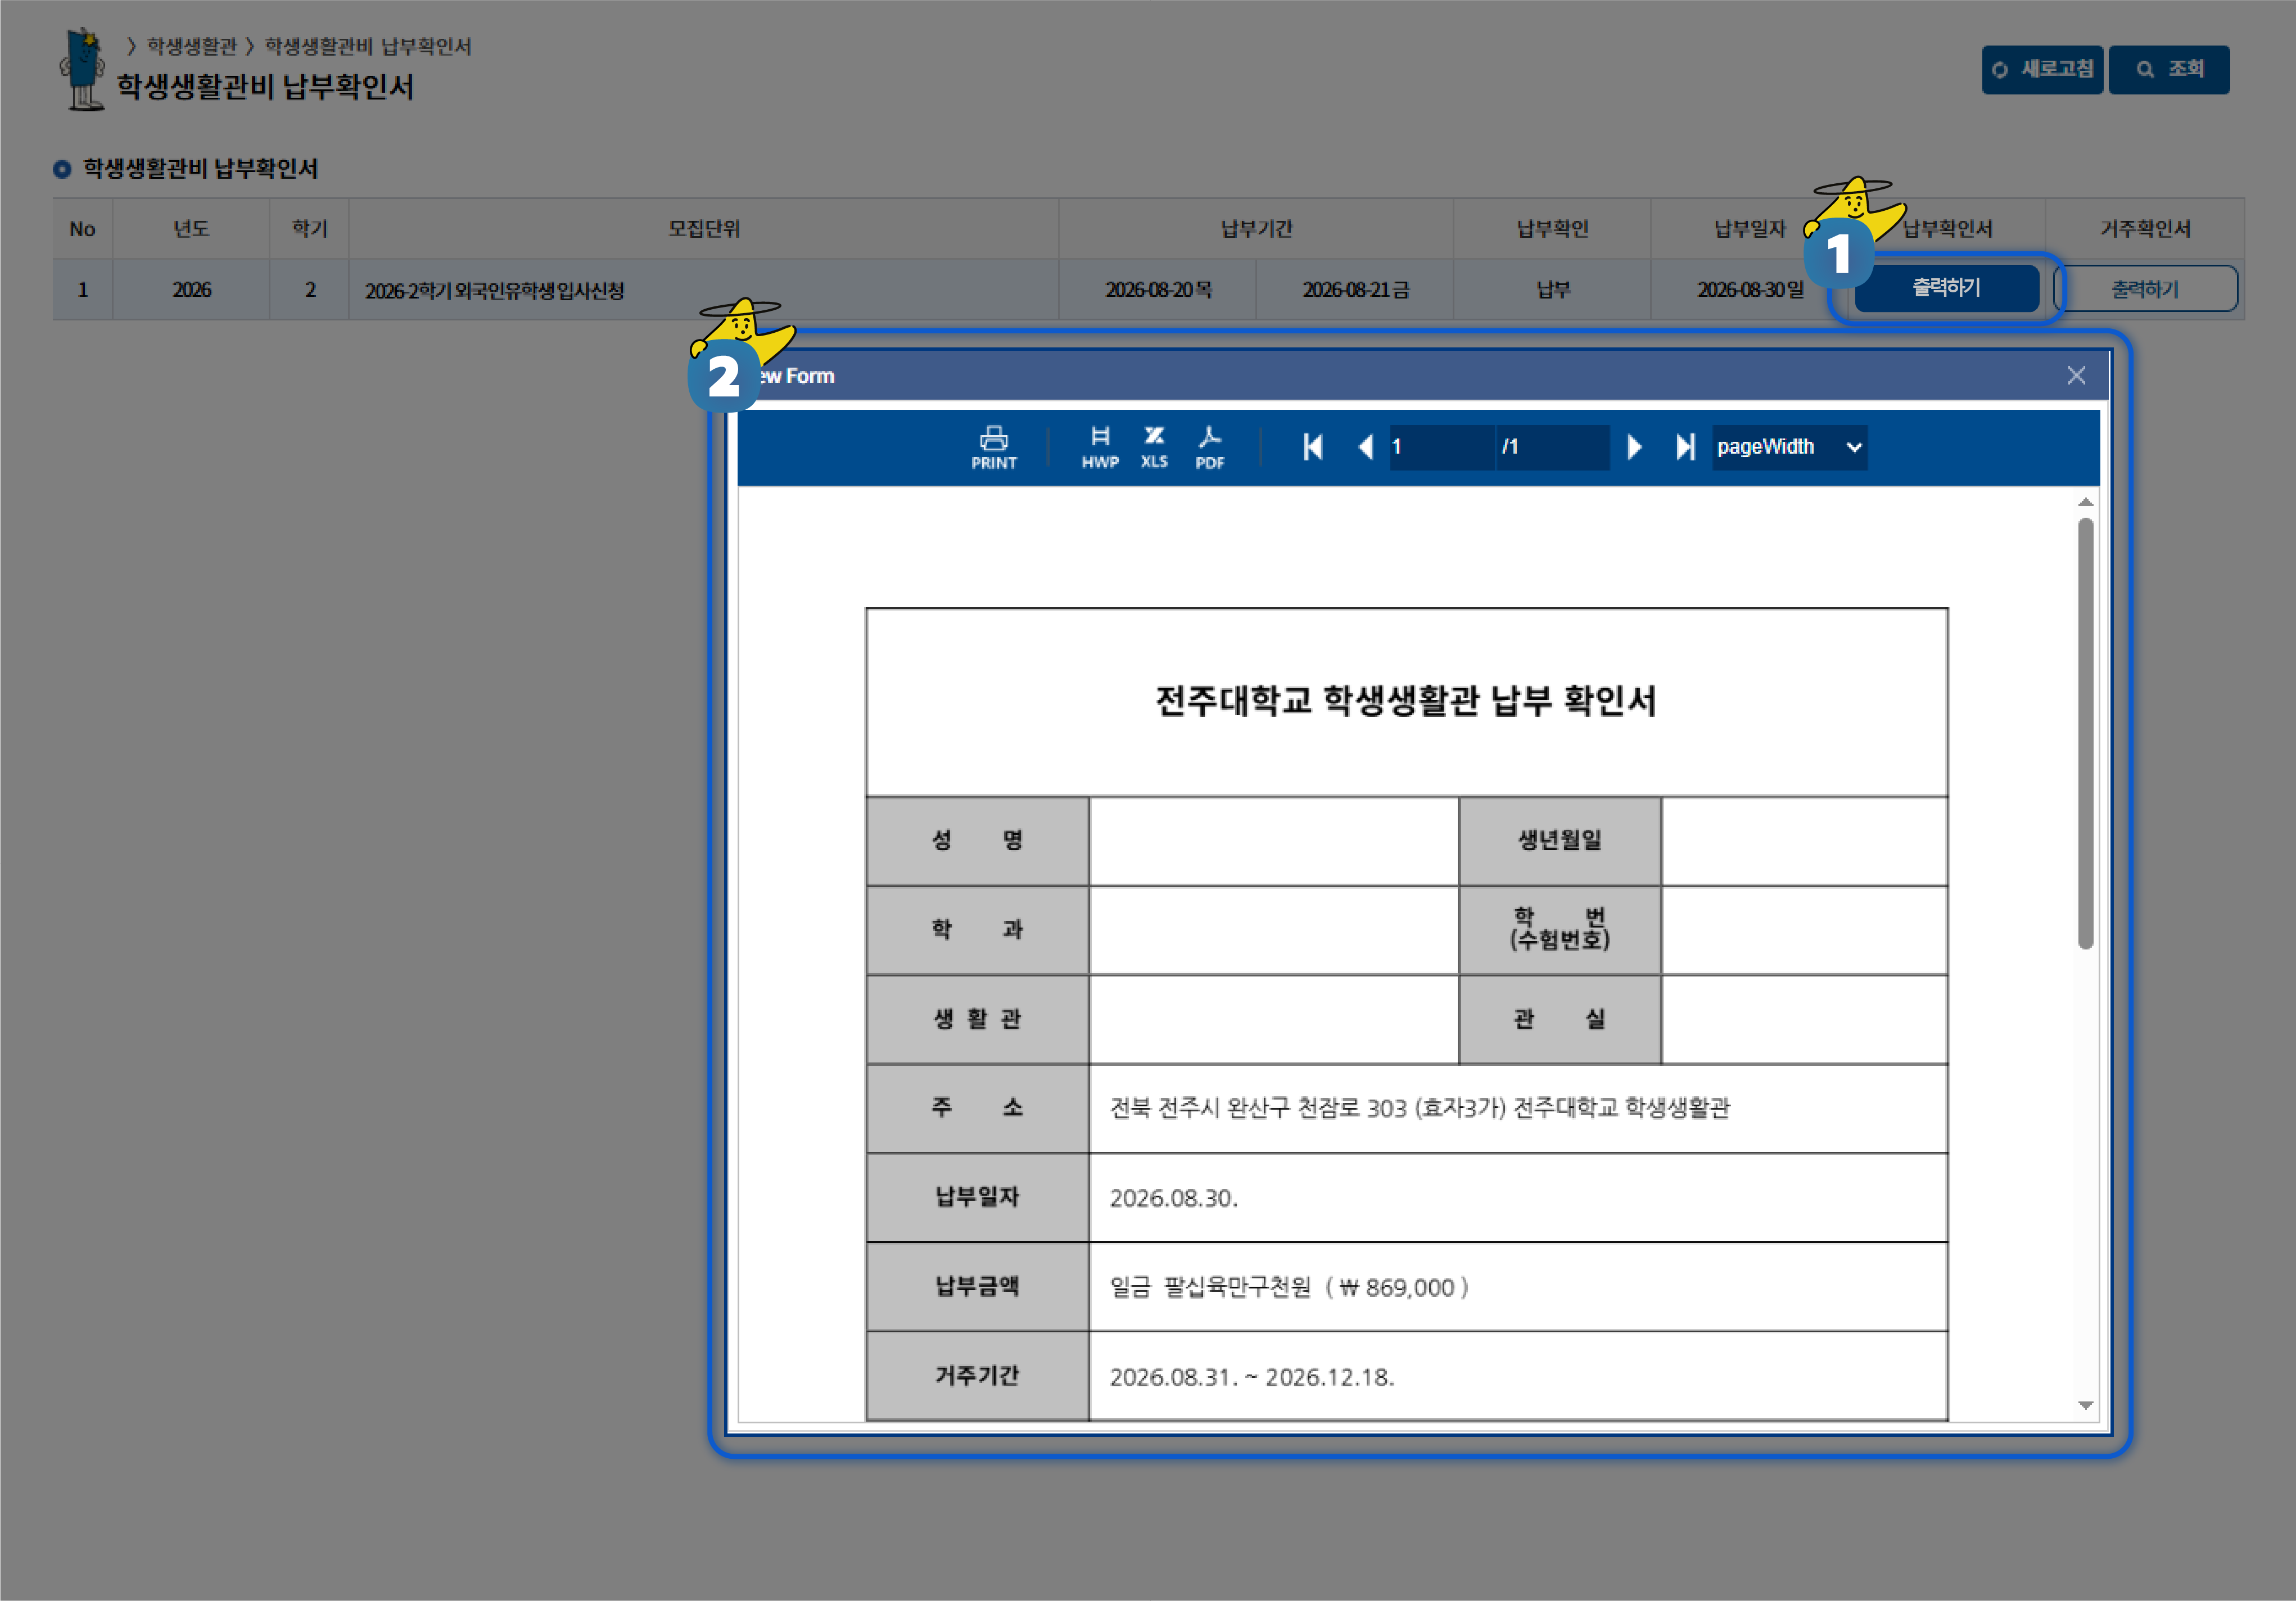 〉 학생생활관 〉 학생생활관비 납부확인서
학생생활관비 납부확인서
새로고침 조회
학생생활관비 납부확인서
No 년도 학기 모집단위 납부기간 납부확인 납부일자 납부확인서 거주확인서
1 2026 2 2026-2학기 외국인유학생 입사신청 2026-08-20 목 2026-08-21 금 납부 2026-08-30 일 출력하기 출력하기
1
2
ew Form
PRINT HWP XLS PDF 1 /1 pageWidth
전주대학교 학생생활관 납부 확인서
성 명 생년월일
학 과 학 번
(수험번호)
생 활 관 관 실
주 소 전북 전주시 완산구 천잠로 303 (효자3가) 전주대학교 학생생활관
납부일자 2026.08.30.
납부금액 일금 팔십육만구천원 ( ₩ 869,000 )
거주기간 2026.08.31. ~ 2026.12.18.